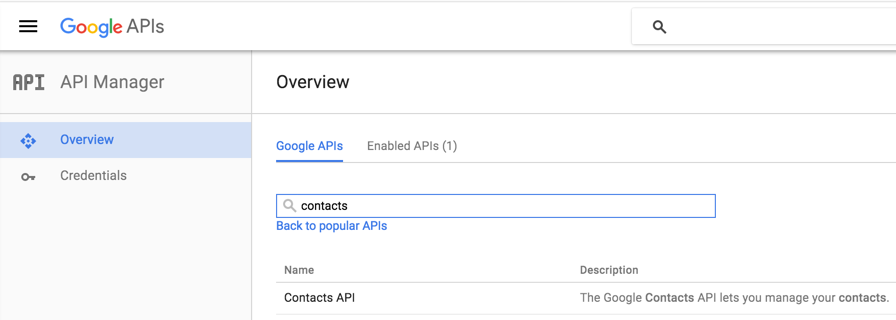 Google APIs
API API Manager
Overview
Overview
Credentials
Google APIs Enabled APIs (1)
contacts
Back to popular APIs
Name Description
Contacts API The Google Contacts API lets you manage your contacts.